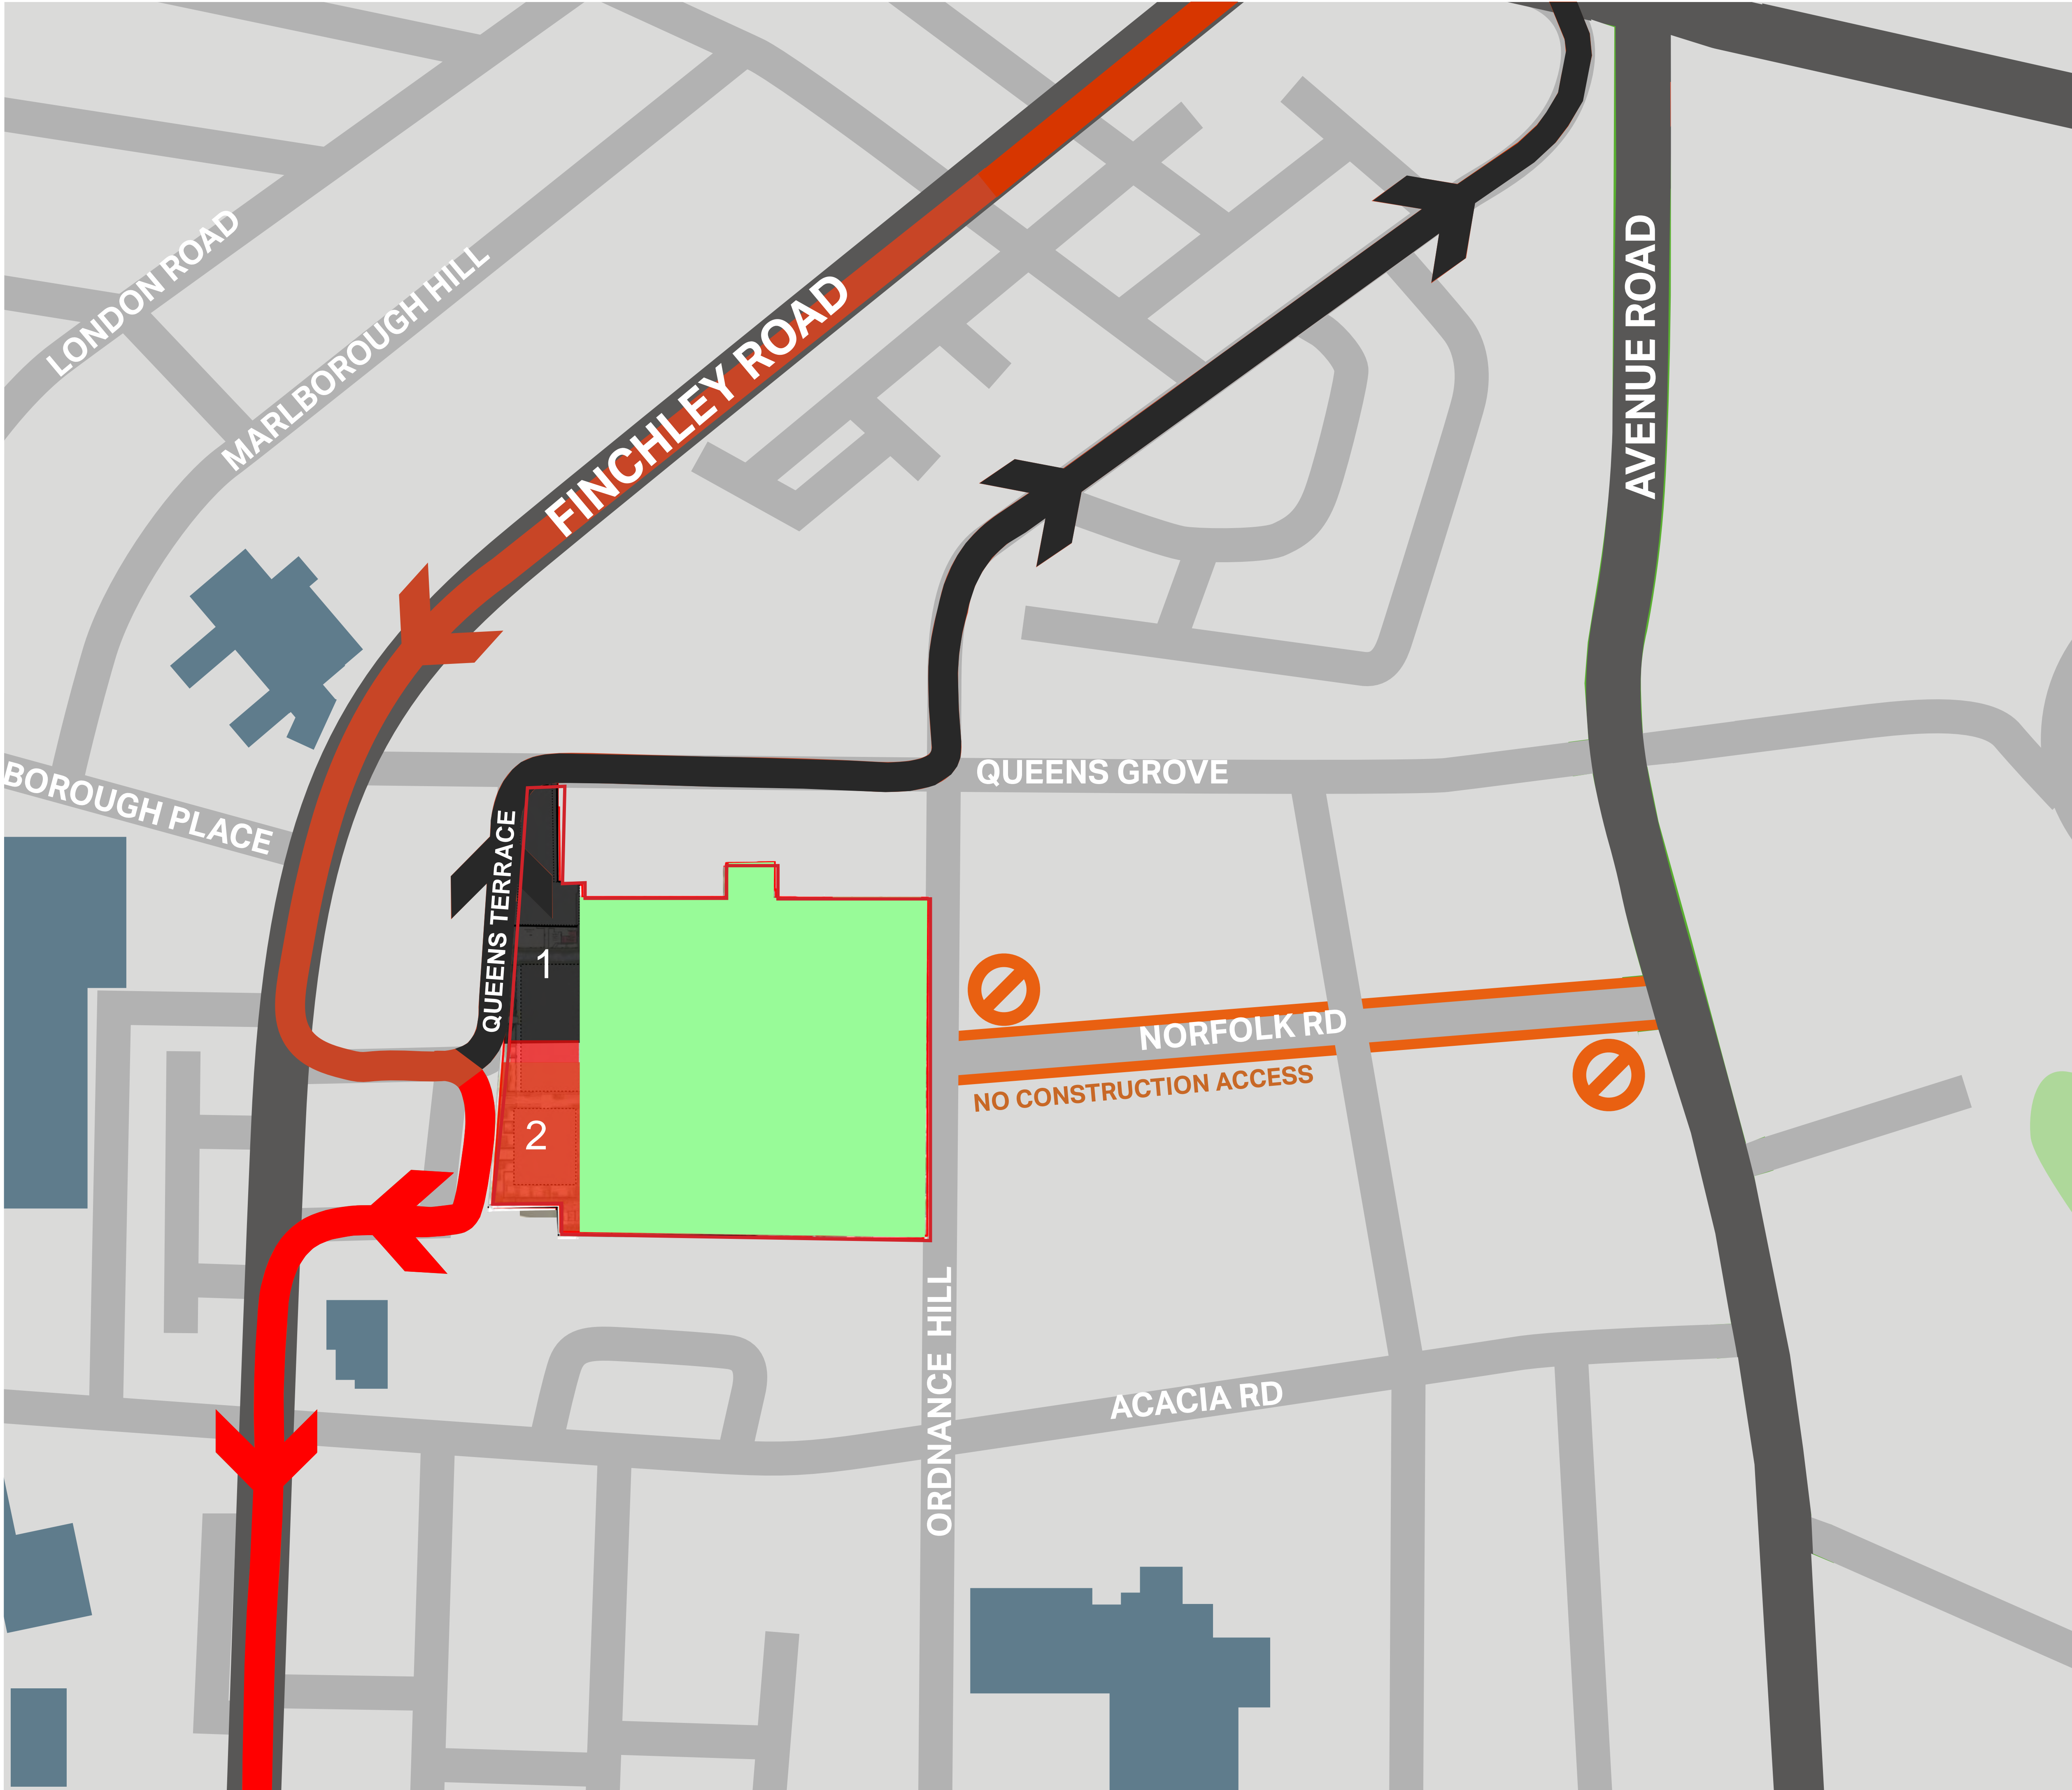 LONDON ROAD
MARLBOROUGH HILL
FINCHLEY ROAD
AVENUE ROAD
BOROUGH PLACE
QUEENS GROVE
QUEENS TERRACE
1
NORFOLK RD
NO CONSTRUCTION ACCESS
2
ORDNANCE HILL
ACACIA RD